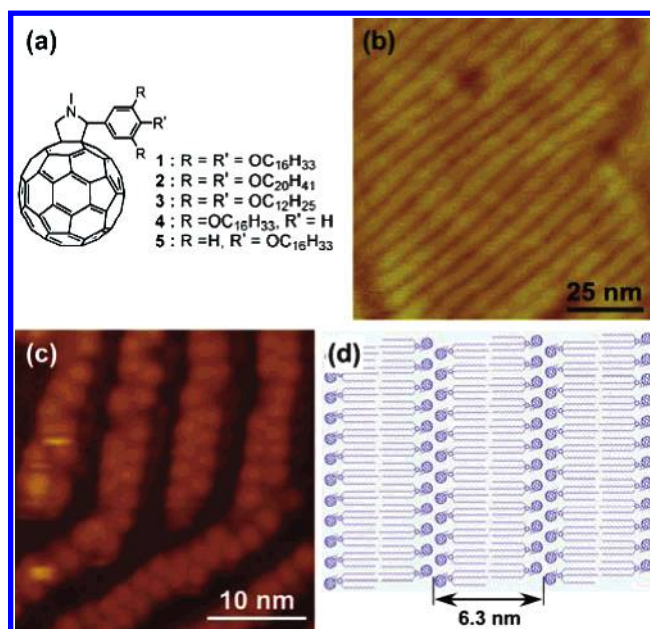 (a)
(b)
R
N
R'
R
1 : R = R' = OC16H33
2 : R = R' = OC20H41
3 : R = R' = OC12H25
4 : R =OC16H33, R' = H
5 : R=H, R' = OC16H33
25 nm
(c)
(d)
10 nm
6.3 nm